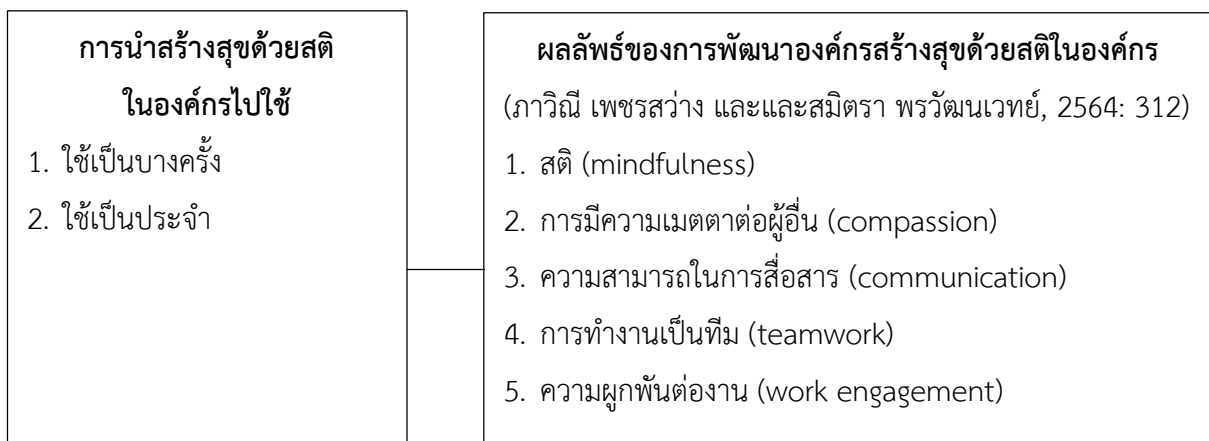 การนำสร้างสุขด้วยสติ
ในองค์กรไปใช้
1. ใช้เป็นบางครั้ง
2. ใช้เป็นประจำ
ผลลัพธ์ของการพัฒนาองค์กรสร้างสุขด้วยสติในองค์กร
(ภาวิณี เพชรสว่าง และและสมิตรา พรวัฒนเวทย์, 2564: 312)
1. สติ (mindfulness)
2. การมีความเมตตาต่อผู้อื่น (compassion)
3. ความสามารถในการสื่อสาร (communication)
4. การทำงานเป็นทีม (teamwork)
5. ความผูกพันต่องาน (work engagement)